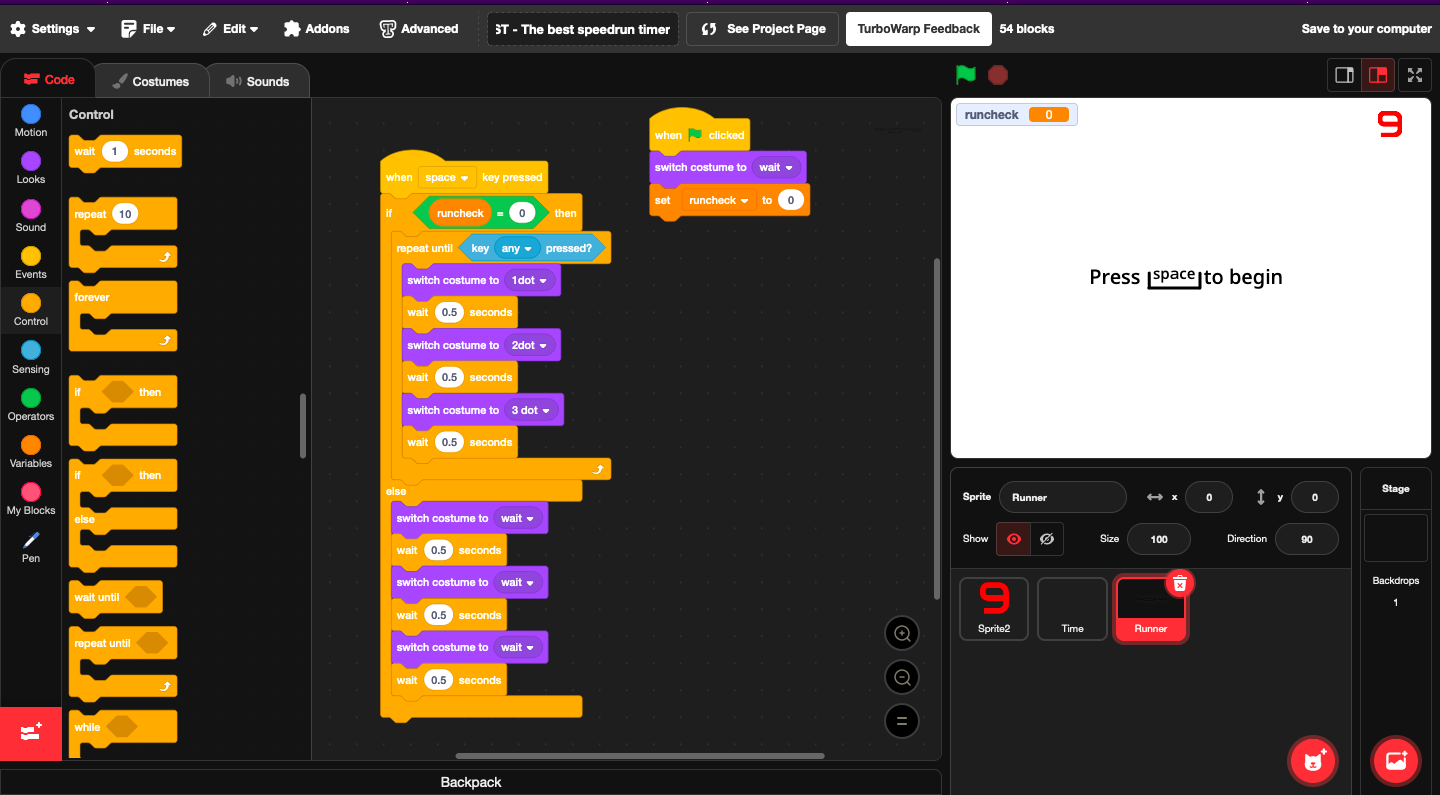 Settings File Edit Addons Advanced ST - The best speedrun timer See Project Page TurboWarp Feedback 54 blocks Save to your computer
Code Costumes Sounds
Motion
Looks
Sound
Events
Control
Sensing
Operators
Variables
My Blocks
Pen
Control
wait 1 seconds
repeat 10
forever
if then
if then
else
wait until
repeat until
while
when space key pressed
if runcheck = 0 then
repeat until key any pressed?
switch costume to 1dot
wait 0.5 seconds
switch costume to 2dot
wait 0.5 seconds
switch costume to 3 dot
wait 0.5 seconds
else
switch costume to wait
wait 0.5 seconds
switch costume to wait
wait 0.5 seconds
switch costume to wait
wait 0.5 seconds
when clicked
switch costume to wait
set runcheck to 0
Backpack
runcheck 0
9
Press space to begin
Sprite Runner x 0 y 0
Show Size 100 Direction 90
9
Sprite2
Time
Runner
Stage
Backdrops
1